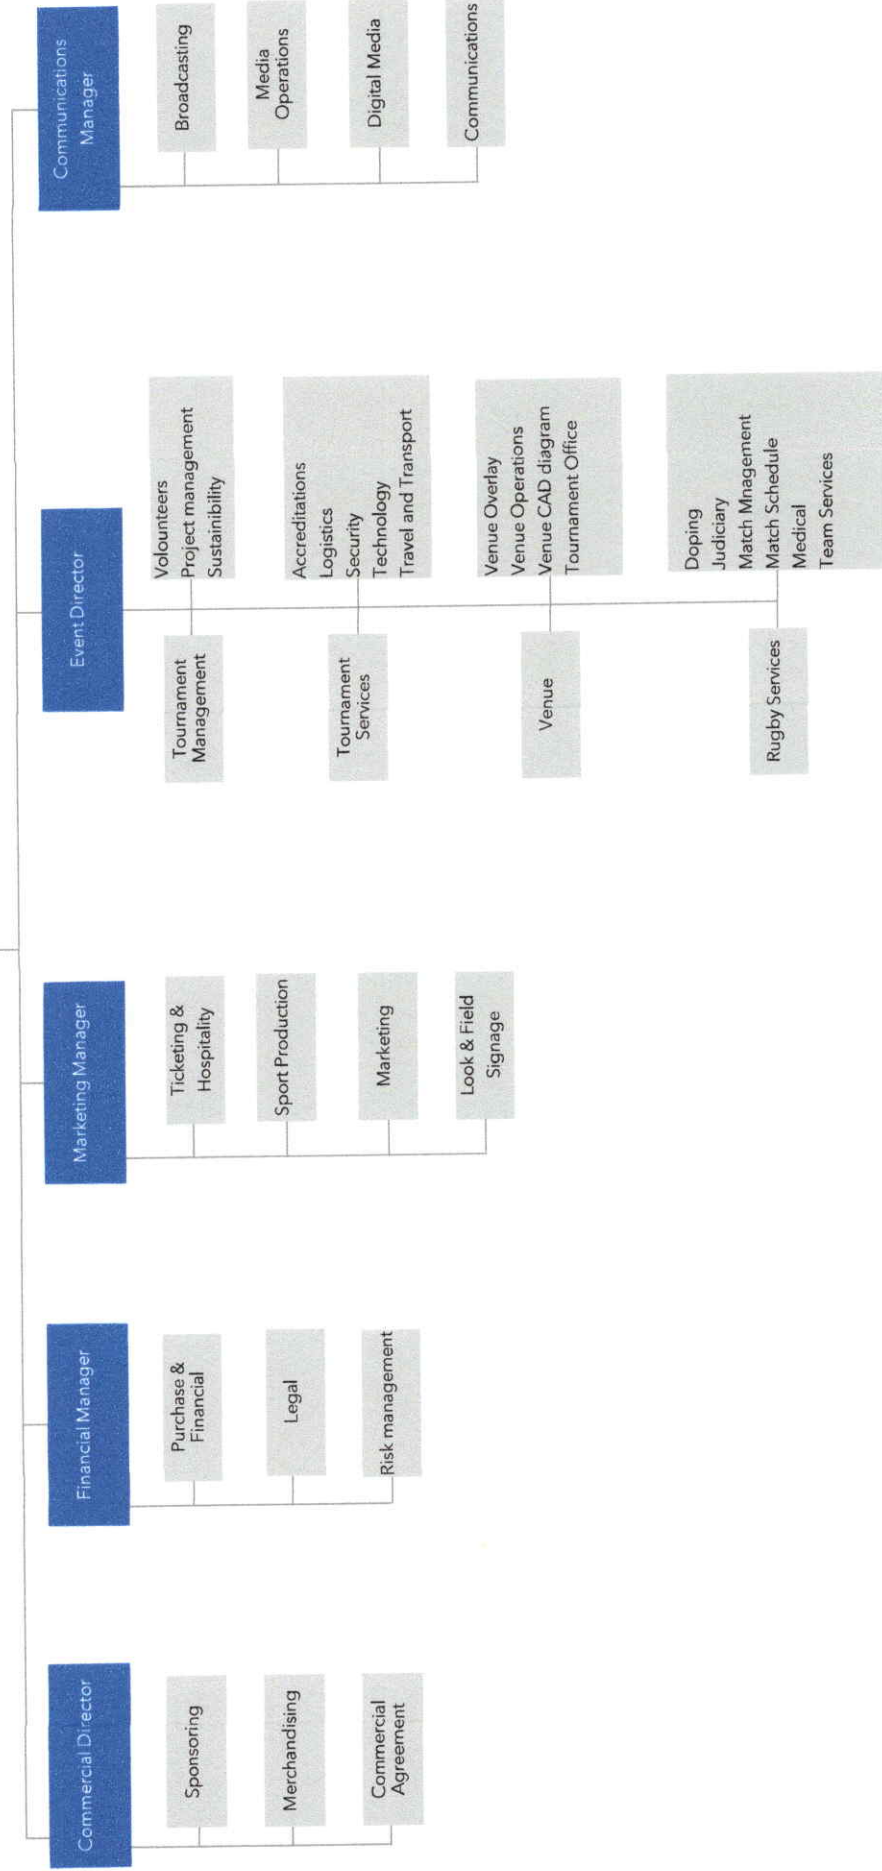 Commercial Director
Sponsoring
Merchandising
Commercial
Agreement
Financial Manager
Purchase &
Financial
Legal
Risk management
Marketing Manager
Ticketing &
Hospitality
Sport Production
Marketing
Look & Field
Signage
Event Director
Tournament
Management
Volounteers
Project management
Sustainibility
Tournament
Services
Accreditations
Logistics
Security
Technology
Travel and Transport
Venue
Venue Overlay
Venue Operations
Venue CAD diagram
Tournament Office
Rugby Services
Doping
Judiciary
Match Mnagement
Match Schedule
Medical
Team Services
Communications
Manager
Broadcasting
Media
Operations
Digital Media
Communications